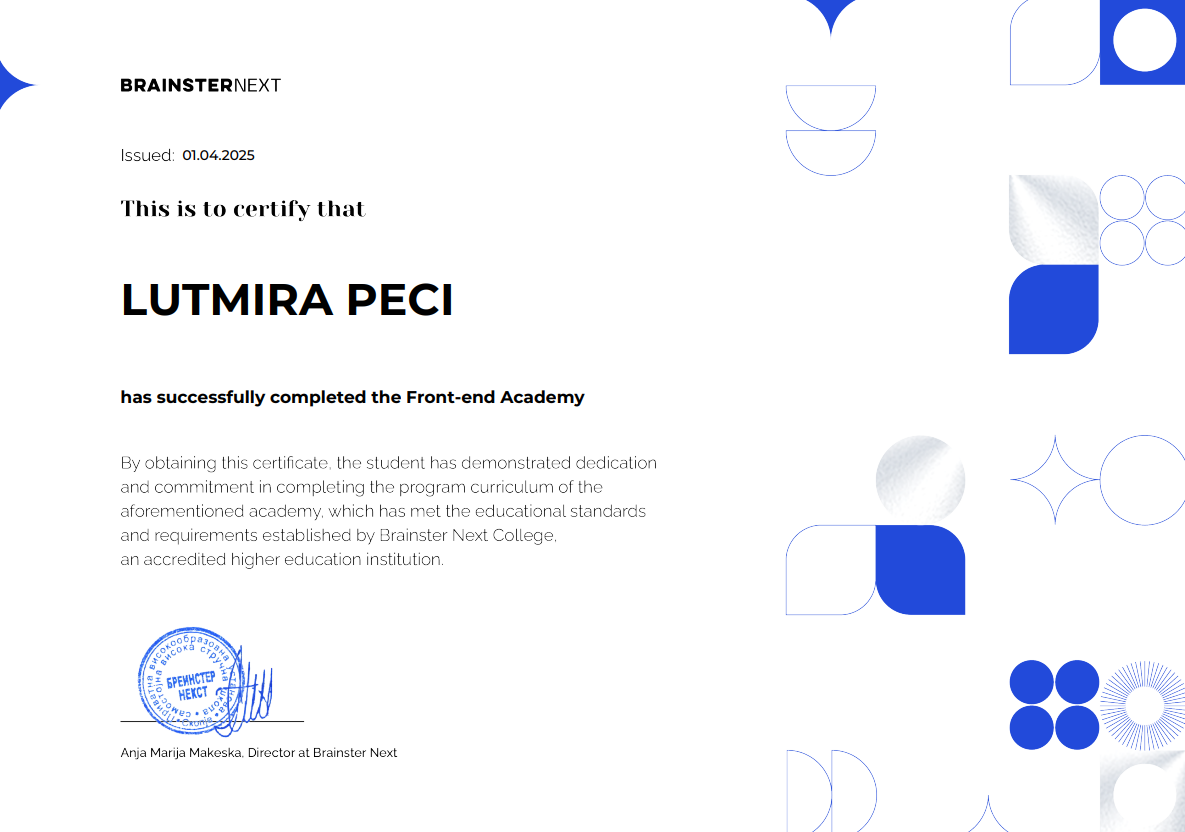 BRAINSTERNEXT
Issued: 01.04.2025
This is to certify that
LUTMIRA PECI
has successfully completed the Front-end Academy
By obtaining this certificate, the student has demonstrated dedication
and commitment in completing the program curriculum of the
aforementioned academy, which has met the educational standards
and requirements established by Brainster Next College,
an accredited higher education institution.
Приватна високообразовна установа
самостојна висока стручна школа
БРЕИНСТЕР
НЕКСТ
Скопје
Anja Marija Makeska, Director at Brainster Next